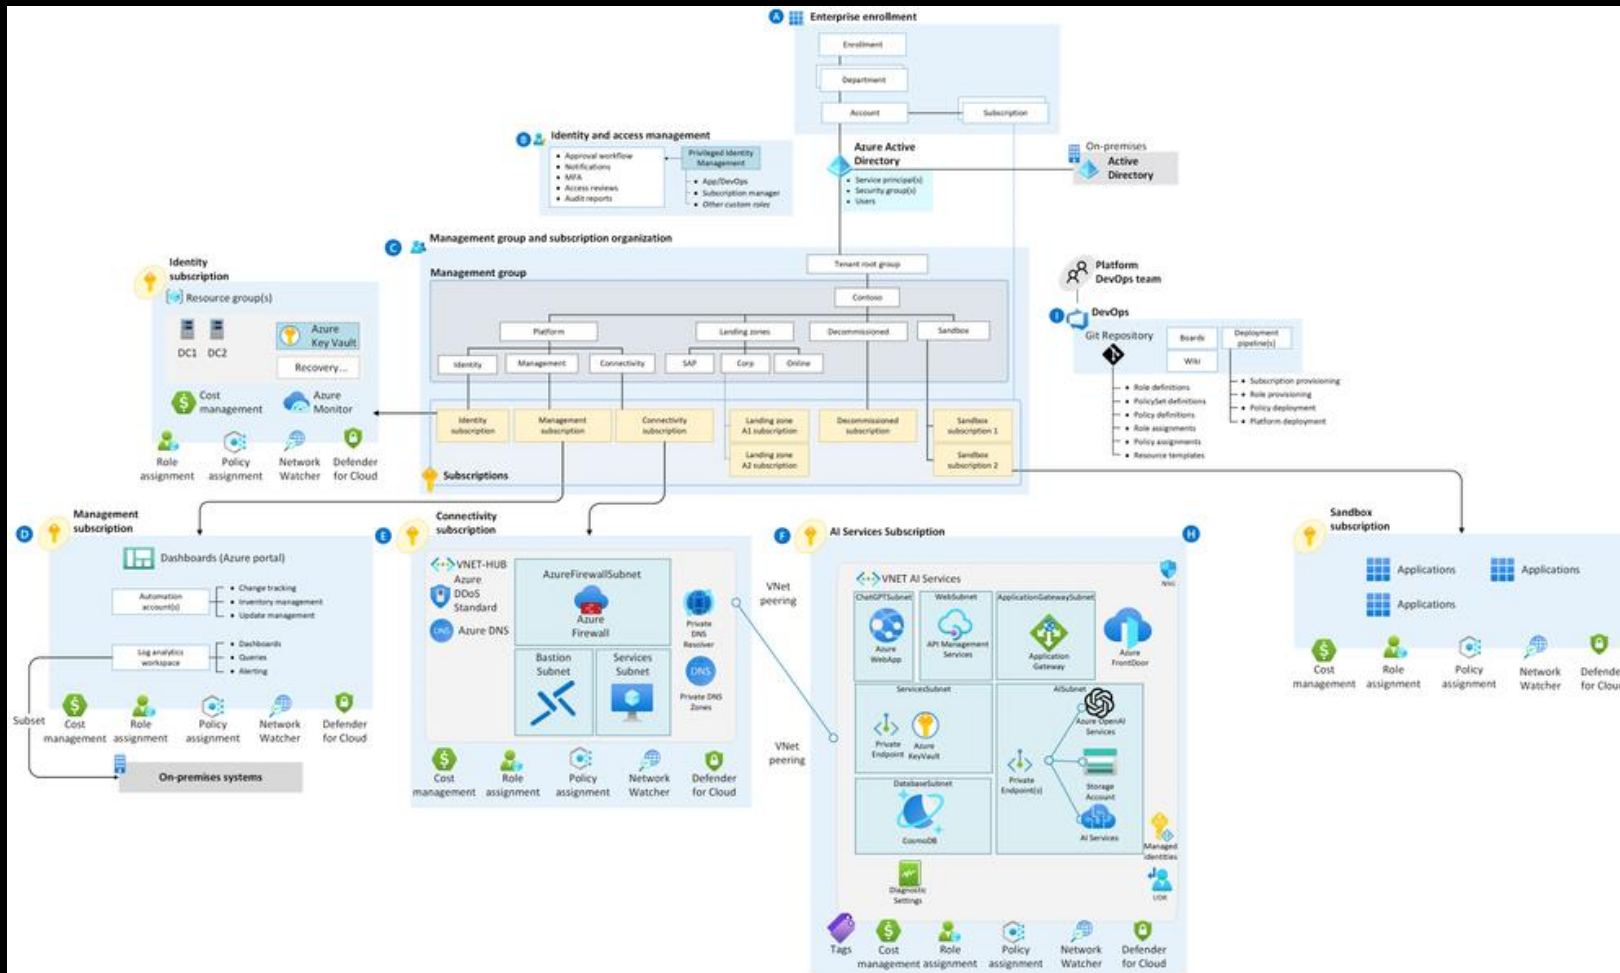 A
Enterprise enrollment
Enrollment
Department
Account
Subscription
B
Identity and access management
Approval workflow
Notifications
MFA
Access reviews
Audit reports
Privileged Identity
Management
App/DevOps
Subscription manager
Other custom roles
Azure Active
Directory
Service principal(s)
Security group(s)
Users
On-premises
Active
Directory
C
Management group and subscription organization
Management group
Tenant root group
Contoso
Platform
Landing zones
Decommissioned
Sandbox
Identity
Management
Connectivity
SAP
Corp
Online
Identity
subscription
Management
subscription
Connectivity
subscription
Landing zone
A1 subscription
Landing zone
A2 subscription
Decommissioned
subscription
Sandbox
subscription 1
Sandbox
subscription 2
Subscriptions
Identity
subscription
Resource group(s)
DC1 DC2
Azure
Key Vault
Recovery...
Cost
management
Azure
Monitor
Role
assignment
Policy
assignment
Network
Watcher
Defender
for Cloud
Platform
DevOps team
I
DevOps
Git Repository
Boards
Wiki
Deployment
pipeline(s)
Role definitions
PolicySet definitions
Policy definitions
Role assignments
Policy assignments
Resource templates
Subscription provisioning
Role provisioning
Policy deployment
Platform deployment
D
Management
subscription
Dashboards (Azure portal)
Automation
account(s)
Change tracking
Inventory management
Update management
Log analytics
workspace
Dashboards
Queries
Alerting
Subset
Cost
management
Role
assignment
Policy
assignment
Network
Watcher
Defender
for Cloud
On-premises systems
E
Connectivity
subscription
VNET-HUB
Azure
DDoS
Standard
DNS
Azure DNS
AzureFirewallSubnet
Azure
Firewall
Bastion
Subnet
Services
Subnet
Private
DNS
Resolver
DNS
Private DNS
Zones
Cost
management
Role
assignment
Policy
assignment
Network
Watcher
Defender
for Cloud
VNet
peering
VNet
peering
F
AI Services Subscription
H
VNET AI Services
NSG
ChatGPTSubnet
Azure
WebApp
WebSubnet
API Management
Services
ApplicationGatewaySubnet
Application
Gateway
Azure
FrontDoor
ServicesSubnet
Private
Endpoint
Azure
KeyVault
AISubnet
Azure OpenAI
Services
Private
Endpoint(s)
Storage
Account
AI Services
DatabaseSubnet
CosmoDB
Managed
identities
UDR
Diagnostic
Settings
Tags
Cost
management
Role
assignment
Policy
assignment
Network
Watcher
Defender
for Cloud
Sandbox
subscription
Applications
Applications
Applications
Cost
management
Role
assignment
Policy
assignment
Network
Watcher
Defende
for Clou